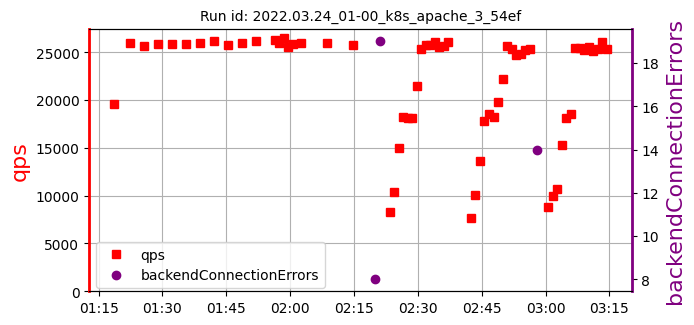 Run id: 2022.03.24_01-00_k8s_apache_3_54ef
25000
20000
15000
10000
5000
0
qps
18
16
14
12
10
8
backendConnectionErrors
qps
backendConnectionErrors
01:15 01:30 01:45 02:00 02:15 02:30 02:45 03:00 03:15